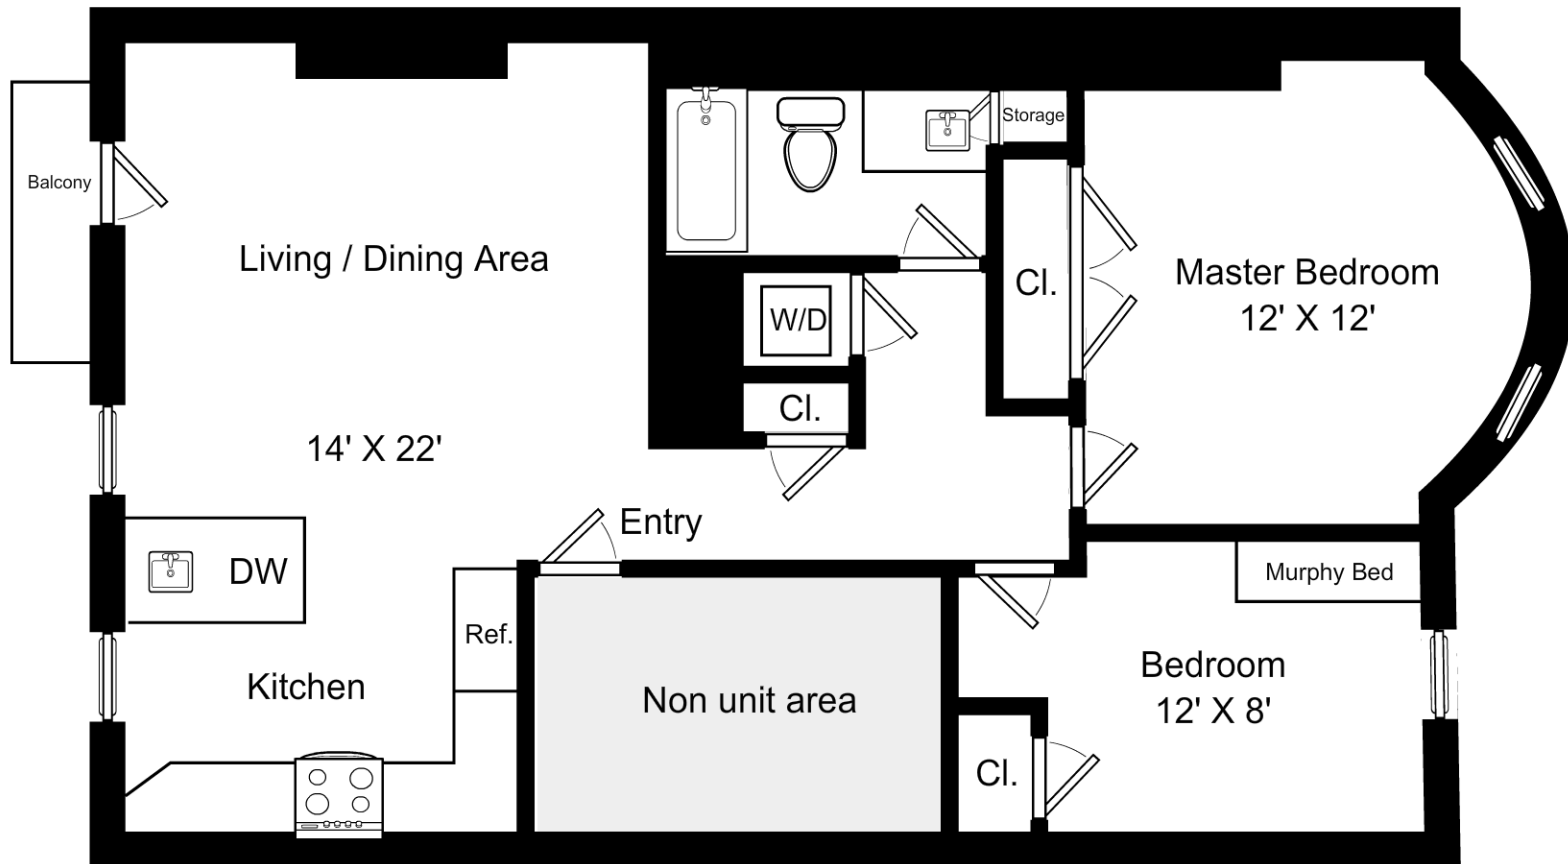 Balcony
Living / Dining Area
14' X 22'
Storage
Cl.
Master Bedroom
12' X 12'
W/D
Cl.
Entry
DW
Ref.
Kitchen
Non unit area
Murphy Bed
Bedroom
12' X 8'
Cl.